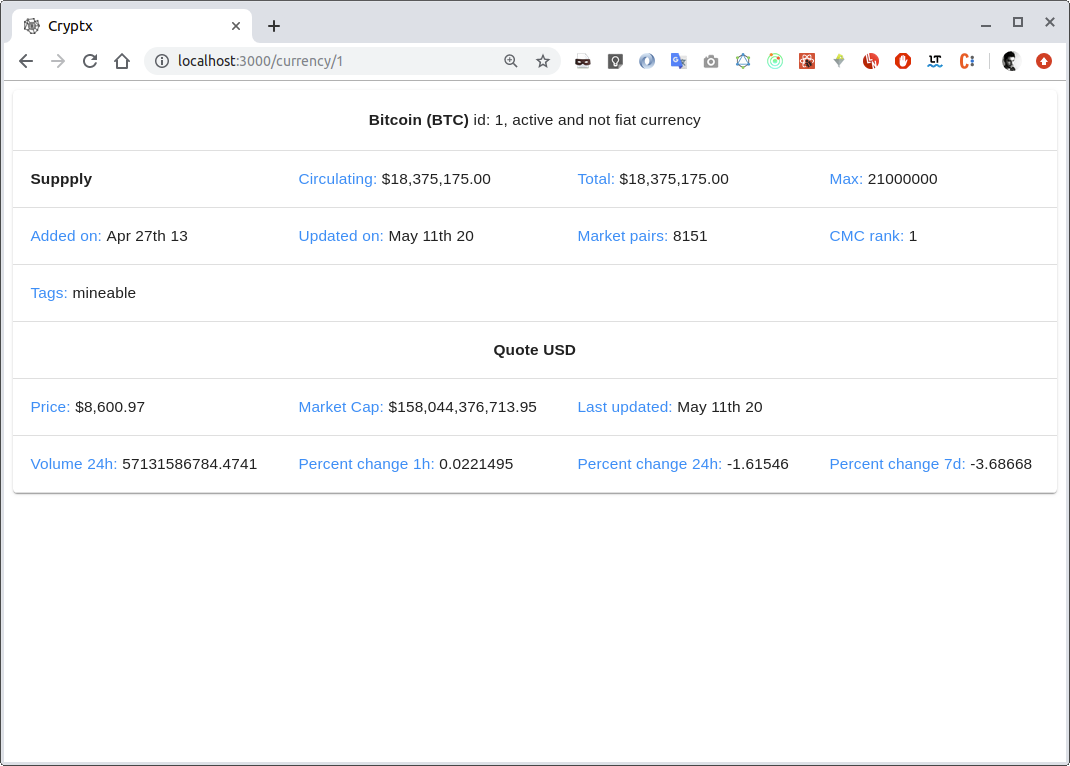 Cryptx
localhost:3000/currency/1
Bitcoin (BTC) id: 1, active and not fiat currency
Suppply Circulating: $18,375,175.00 Total: $18,375,175.00 Max: 21000000
Added on: Apr 27th 13 Updated on: May 11th 20 Market pairs: 8151 CMC rank: 1
Tags: mineable
Quote USD
Price: $8,600.97 Market Cap: $158,044,376,713.95 Last updated: May 11th 20
Volume 24h: 57131586784.4741 Percent change 1h: 0.0221495 Percent change 24h: -1.61546 Percent change 7d: -3.68668